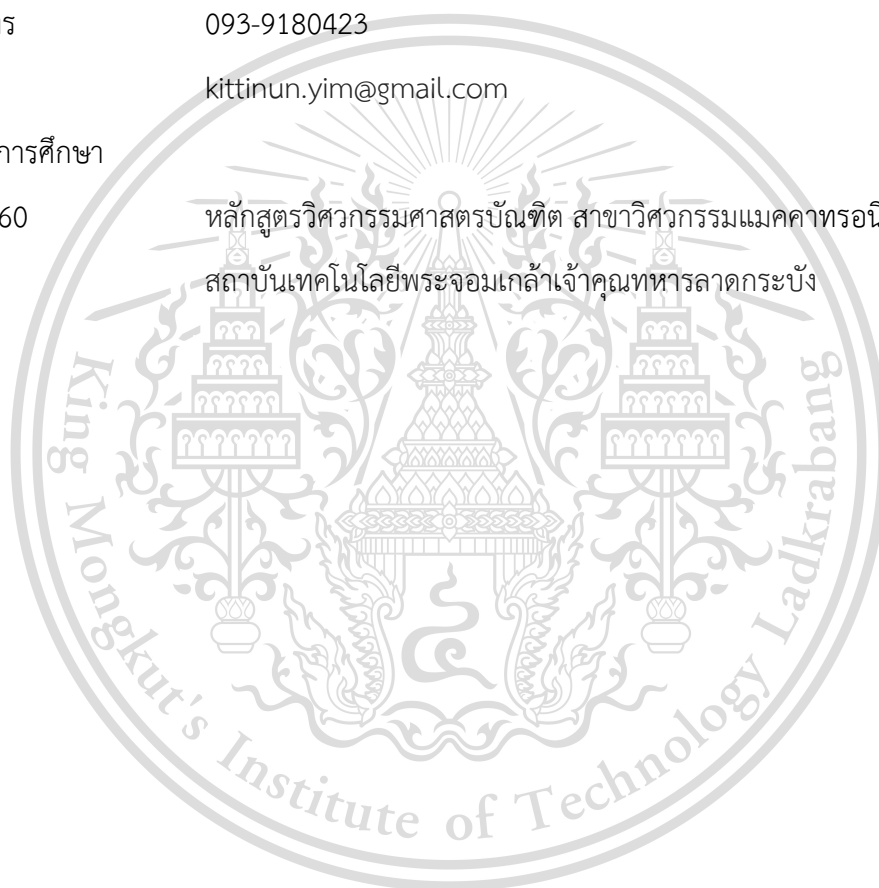 093-9180423
kittinun.yim@gmail.com
การศึกษา
60 หลักสูตรวิศวกรรมศาสตรบัณฑิต สาขาวิศวกรรมแมคคาทรอนิ
สถาบันเทคโนโลยีพระจอมเกล้าเจ้าคุณทหารลาดกระบัง
King Mongkut's Institute of Technology Ladkrabang